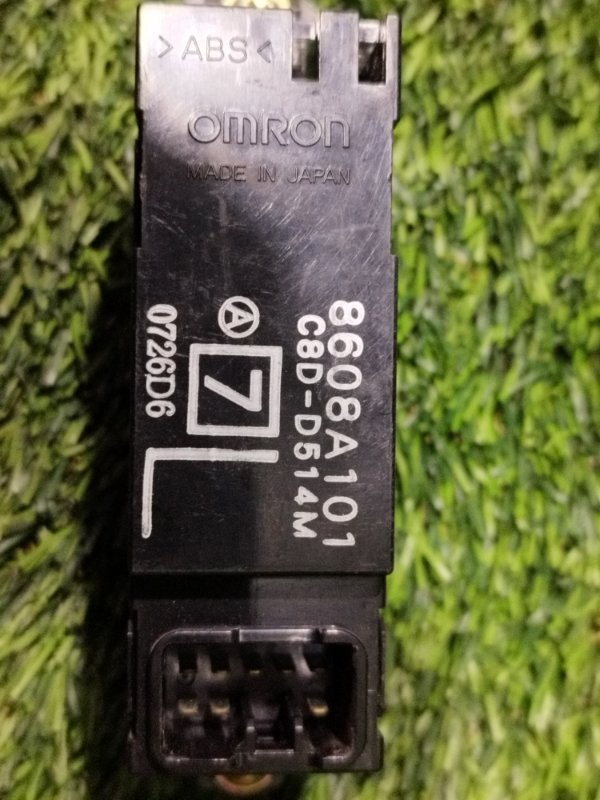 >ABS<
OMRON
MADE IN JAPAN
8608A101
C8D-D514M
A
7
0726D6